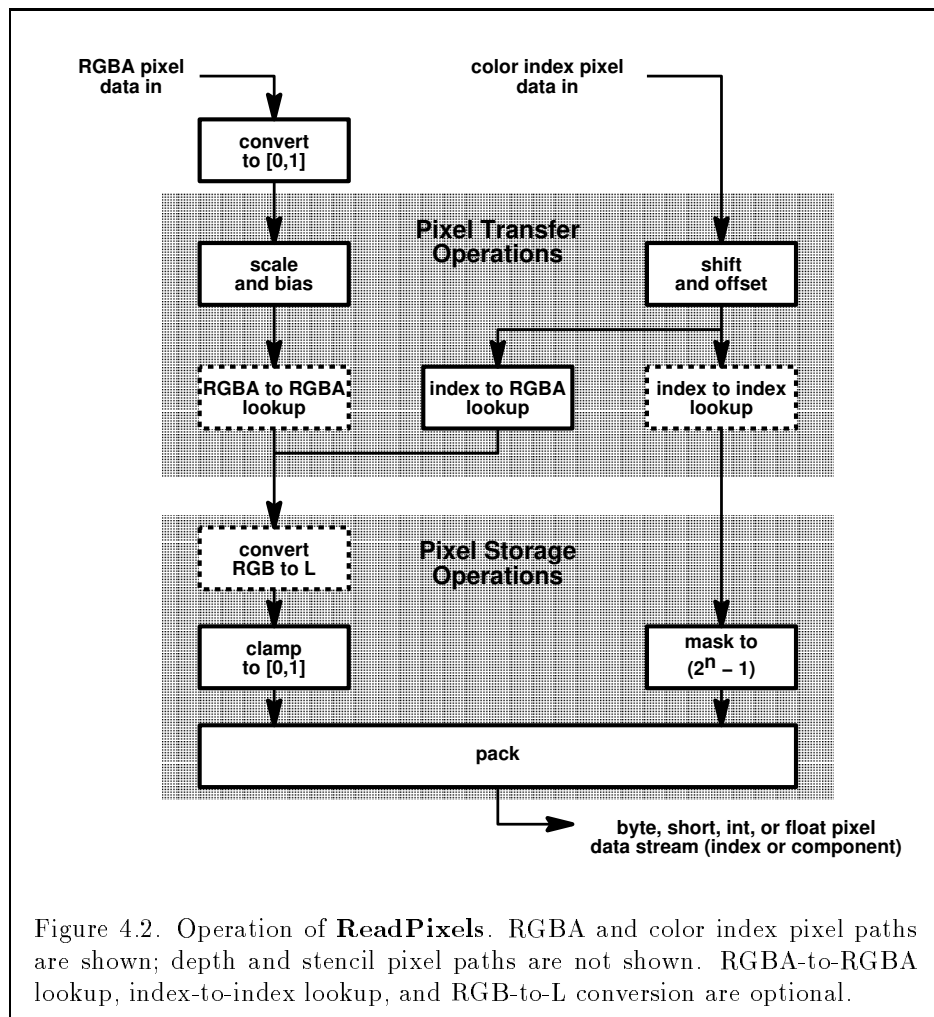 RGBA pixel
data in
color index pixel
data in
convert
to [0,1]
Pixel Transfer
Operations
scale
and bias
shift
and offset
RGBA to RGBA
lookup
index to RGBA
lookup
index to index
lookup
convert
RGB to L
Pixel Storage
Operations
clamp
to [0,1]
mask to
(2^n − 1)
pack
byte, short, int, or float pixel
data stream (index or component)
Figure 4.2. Operation of ReadPixels. RGBA and color index pixel paths
are shown; depth and stencil pixel paths are not shown. RGBA-to-RGBA
lookup, index-to-index lookup, and RGB-to-L conversion are optional.